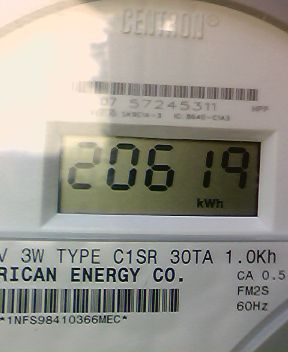 CENTRON®
07 57245311 HPP
20619
kWh
V 3W TYPE C1SR 30TA 1.0Kh
RICAN ENERGY CO.
CA 0.5
FM2S
60Hz
*1NFS98410366MEC*